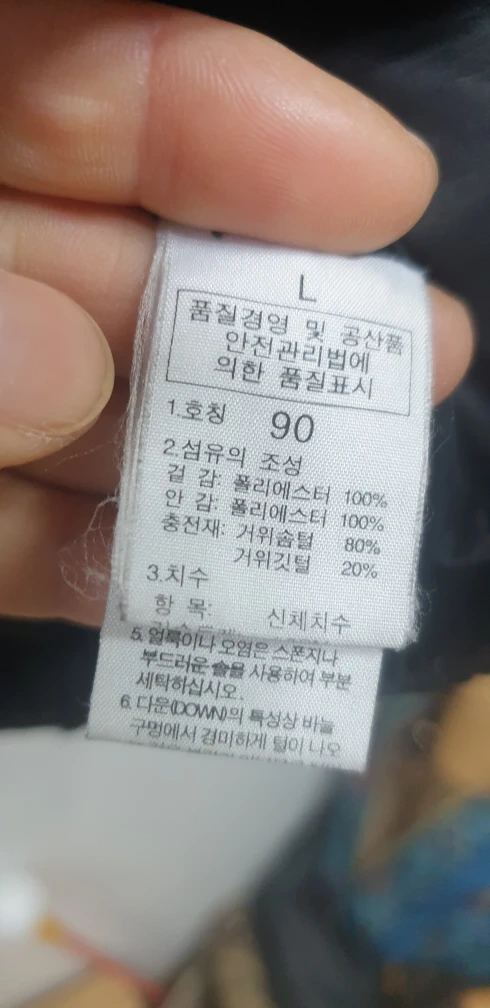 L
품질경영 및 공산품
안전관리법에
의한 품질표시
1.호칭 90
2.섬유의 조성
겉 감: 폴리에스터 100%
안 감: 폴리에스터 100%
충전재: 거위솜털 80%
거위깃털 20%
3.치수
항 목: 신체치수
5. 얼룩이나 오염은 스폰지나
부드러운 솔을 사용하여 부분
세탁하십시오.
6. 다운(DOWN)의 특성상 바늘
구멍에서 경미하게 털이 나오